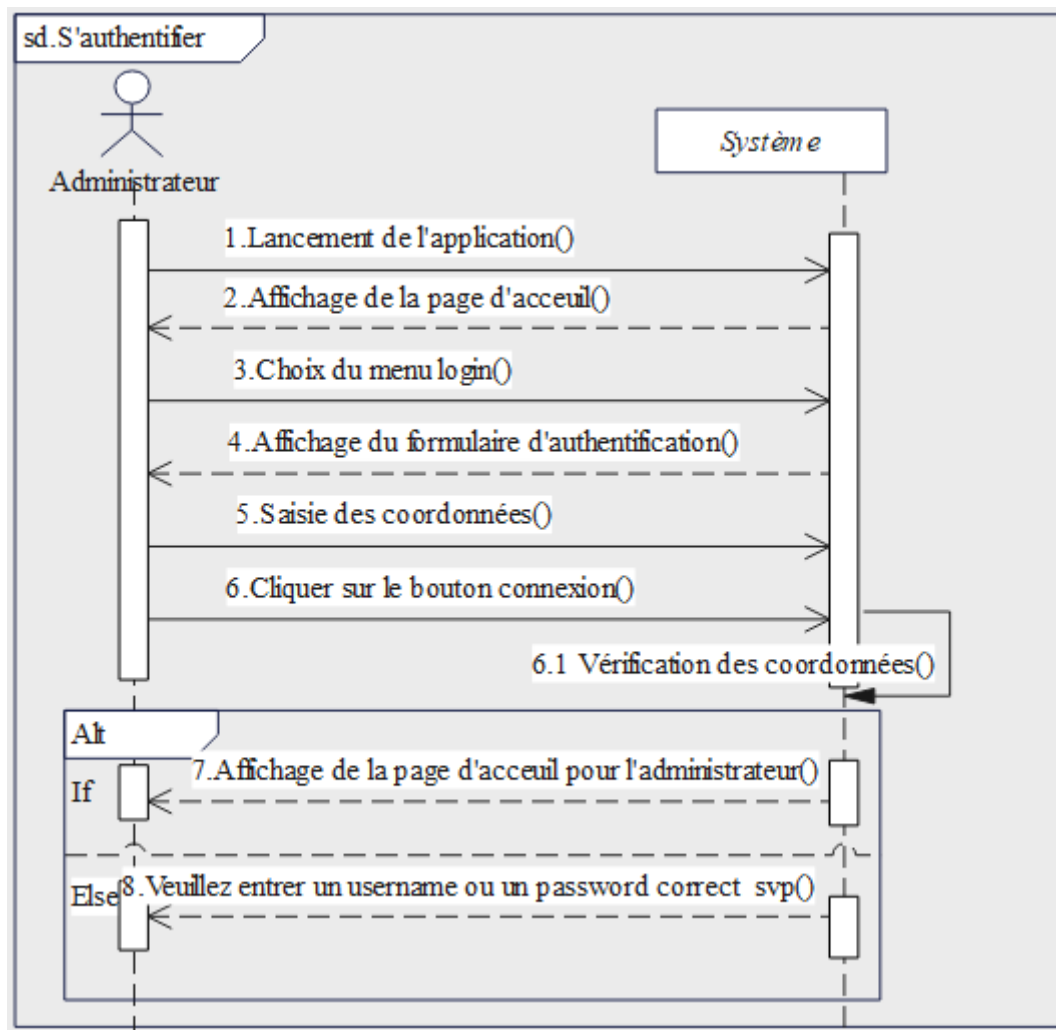 sd.S'authentifier
Administrateur
Système
1.Lancement de l'application()
2.Affichage de la page d'acceuil()
3.Choix du menu login()
4.Affichage du formulaire d'authentification()
5.Saisie des coordonnées()
6.Cliquer sur le bouton connexion()
6.1 Vérification des coordonnées()
Alt
If
7.Affichage de la page d'acceuil pour l'administrateur()
Else
8.Veuillez entrer un username ou un password correct svp()